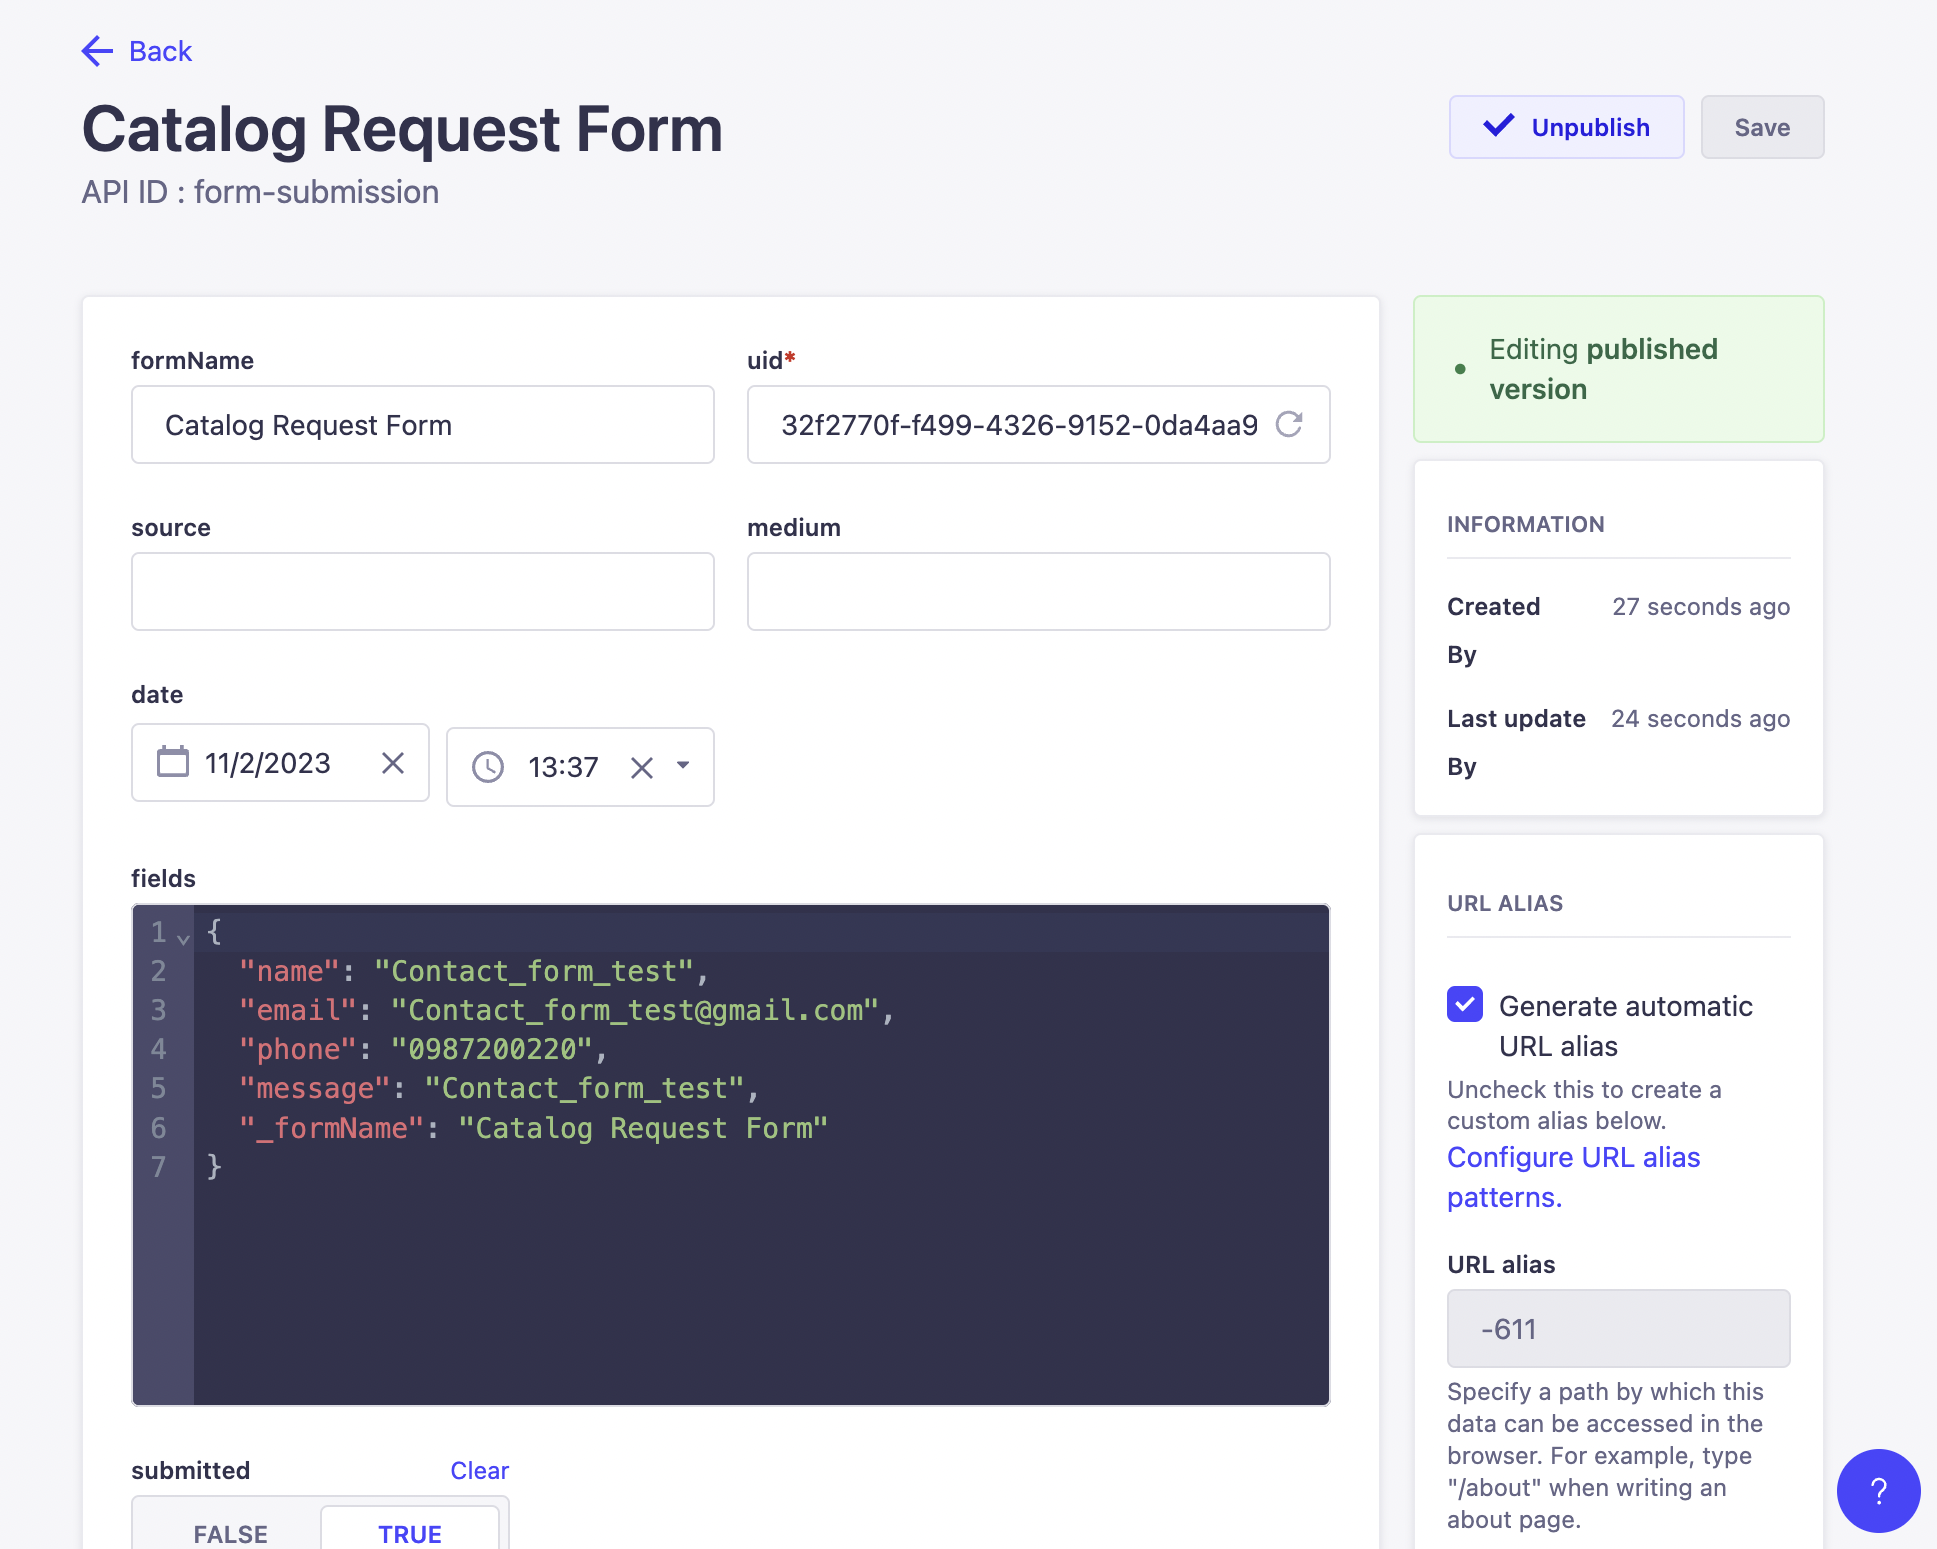 Back
Catalog Request Form
API ID : form-submission
Unpublish
Save
formName
Catalog Request Form
uid*
32f2770f-f499-4326-9152-0da4aa9
source
medium
date
11/2/2023
13:37
fields
1 {
2 "name": "Contact_form_test",
3 "email": "Contact_form_test@gmail.com",
4 "phone": "0987200220",
5 "message": "Contact_form_test",
6 "_formName": "Catalog Request Form"
7 }
submitted
Clear
FALSE
TRUE
Editing published
version
INFORMATION
Created 27 seconds ago
By
Last update 24 seconds ago
By
URL ALIAS
Generate automatic
URL alias
Uncheck this to create a
custom alias below.
Configure URL alias
patterns.
URL alias
-611
Specify a path by which this
data can be accessed in the
browser. For example, type
"/about" when writing an
about page.
?